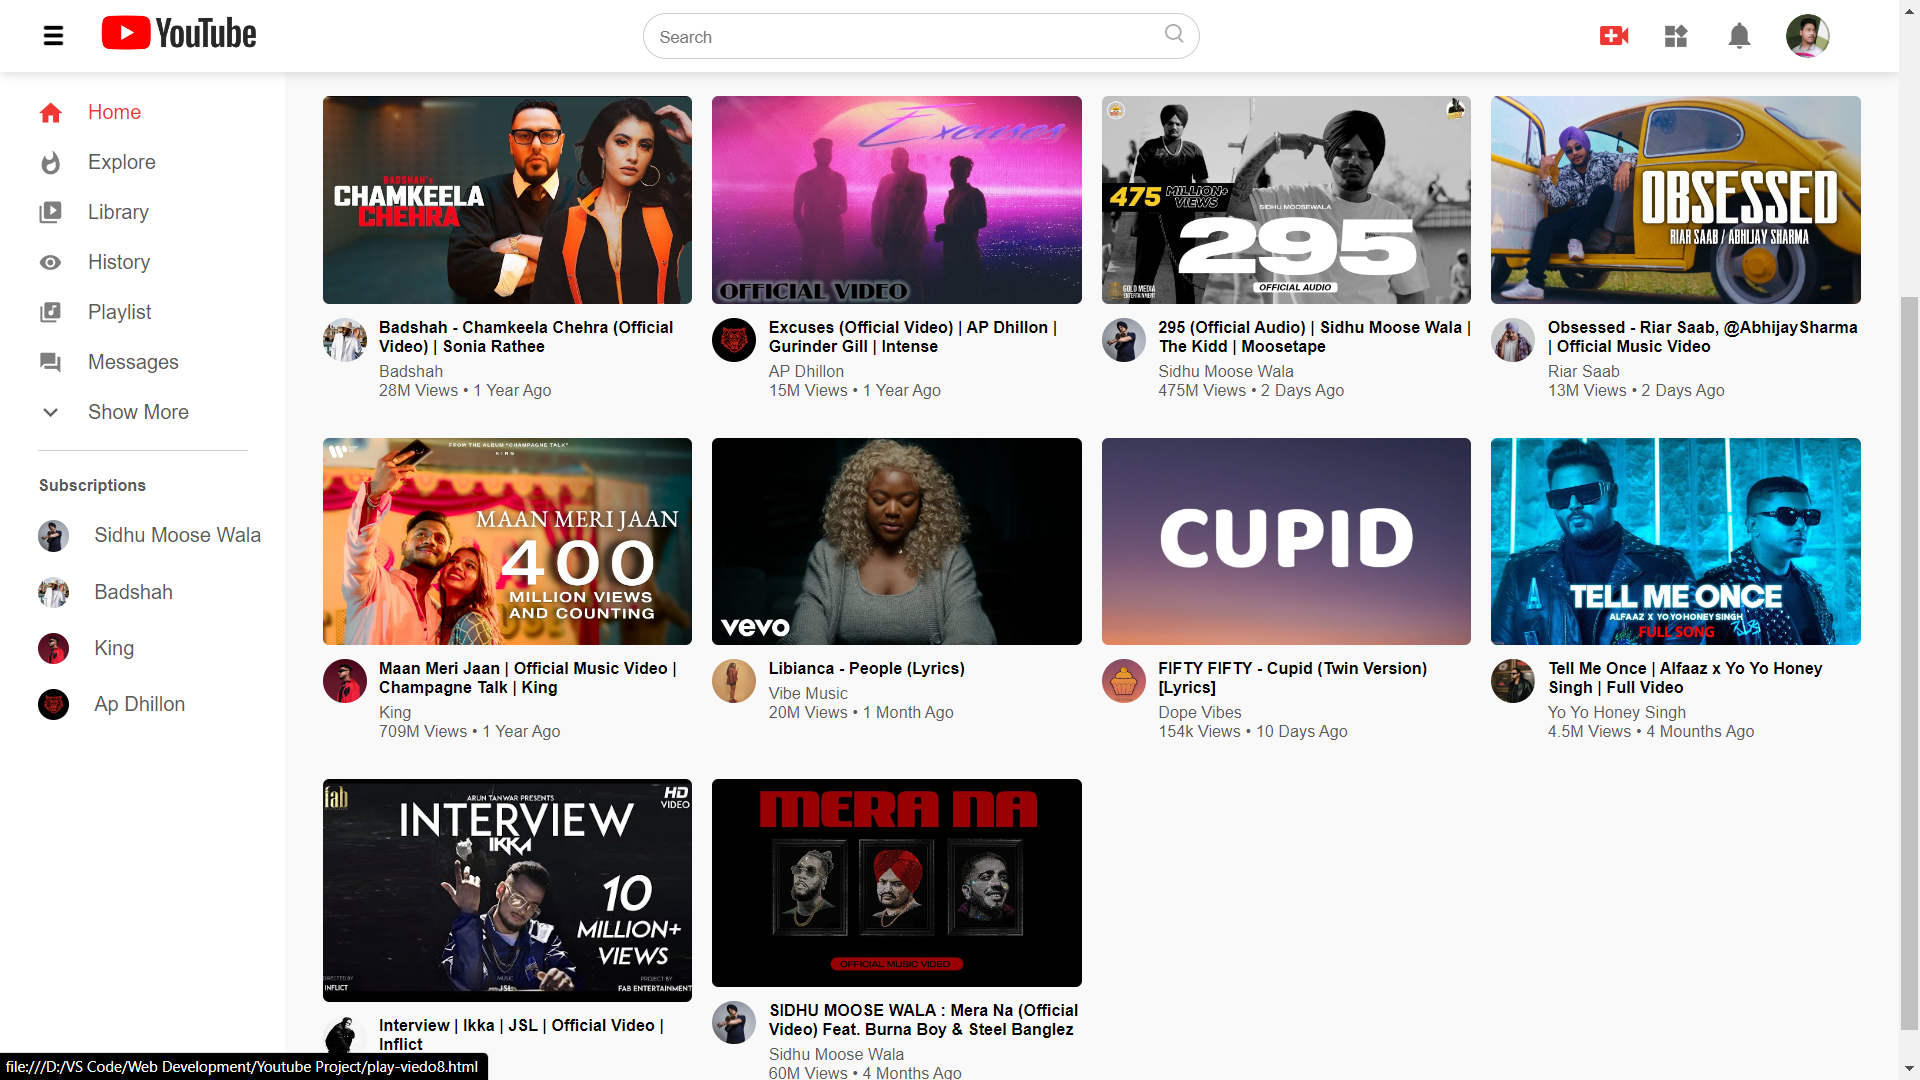 YouTube
Search
Home
Explore
Library
History
Playlist
Messages
Show More
Subscriptions
Sidhu Moose Wala
Badshah
King
Ap Dhillon
BADSHAH's
CHAMKEELA
CHEHRA
Badshah - Chamkeela Chehra (Official
Video) | Sonia Rathee
Badshah
28M Views • 1 Year Ago
Excuses
OFFICIAL VIDEO
Excuses (Official Video) | AP Dhillon |
Gurinder Gill | Intense
AP Dhillon
15M Views • 1 Year Ago
475 MILLION+
VIEWS
SIDHU MOOSEWALA
295
OFFICIAL AUDIO
GOLD MEDIA
ENTERTAINMENT
295 (Official Audio) | Sidhu Moose Wala |
The Kidd | Moosetape
Sidhu Moose Wala
475M Views • 2 Days Ago
OBSESSED
RIAR SAAB / ABHIJAY SHARMA
Obsessed - Riar Saab, @AbhijaySharma
| Official Music Video
Riar Saab
13M Views • 2 Days Ago
FROM THE ALBUM "CHAMPAGNE TALK"
KING
MAAN MERI JAAN
400
MILLION VIEWS
AND COUNTING
Maan Meri Jaan | Official Music Video |
Champagne Talk | King
King
709M Views • 1 Year Ago
vevo
Libianca - People (Lyrics)
Vibe Music
20M Views • 1 Month Ago
CUPID
FIFTY FIFTY - Cupid (Twin Version)
[Lyrics]
Dope Vibes
154k Views • 10 Days Ago
TELL ME ONCE
ALFAAZ X YO YO HONEY SINGH
FULL SONG
Tell Me Once | Alfaaz x Yo Yo Honey
Singh | Full Video
Yo Yo Honey Singh
4.5M Views • 4 Mounths Ago
fab
ARUN TANWAR PRESENTS
HD
VIDEO
INTERVIEW
IKKA
10
MILLION+
VIEWS
DIRECTED BY
INFLICT
MUSIC
JSL
PROJECT BY
FAB ENTERTAINMENT
Interview | Ikka | JSL | Official Video |
Inflict
MERA NA
OFFICIAL MUSIC VIDEO
SIDHU MOOSE WALA : Mera Na (Official
Video) Feat. Burna Boy & Steel Banglez
Sidhu Moose Wala
60M Views • 4 Months Ago
file:///D:/VS Code/Web Development/Youtube Project/play-viedo8.html